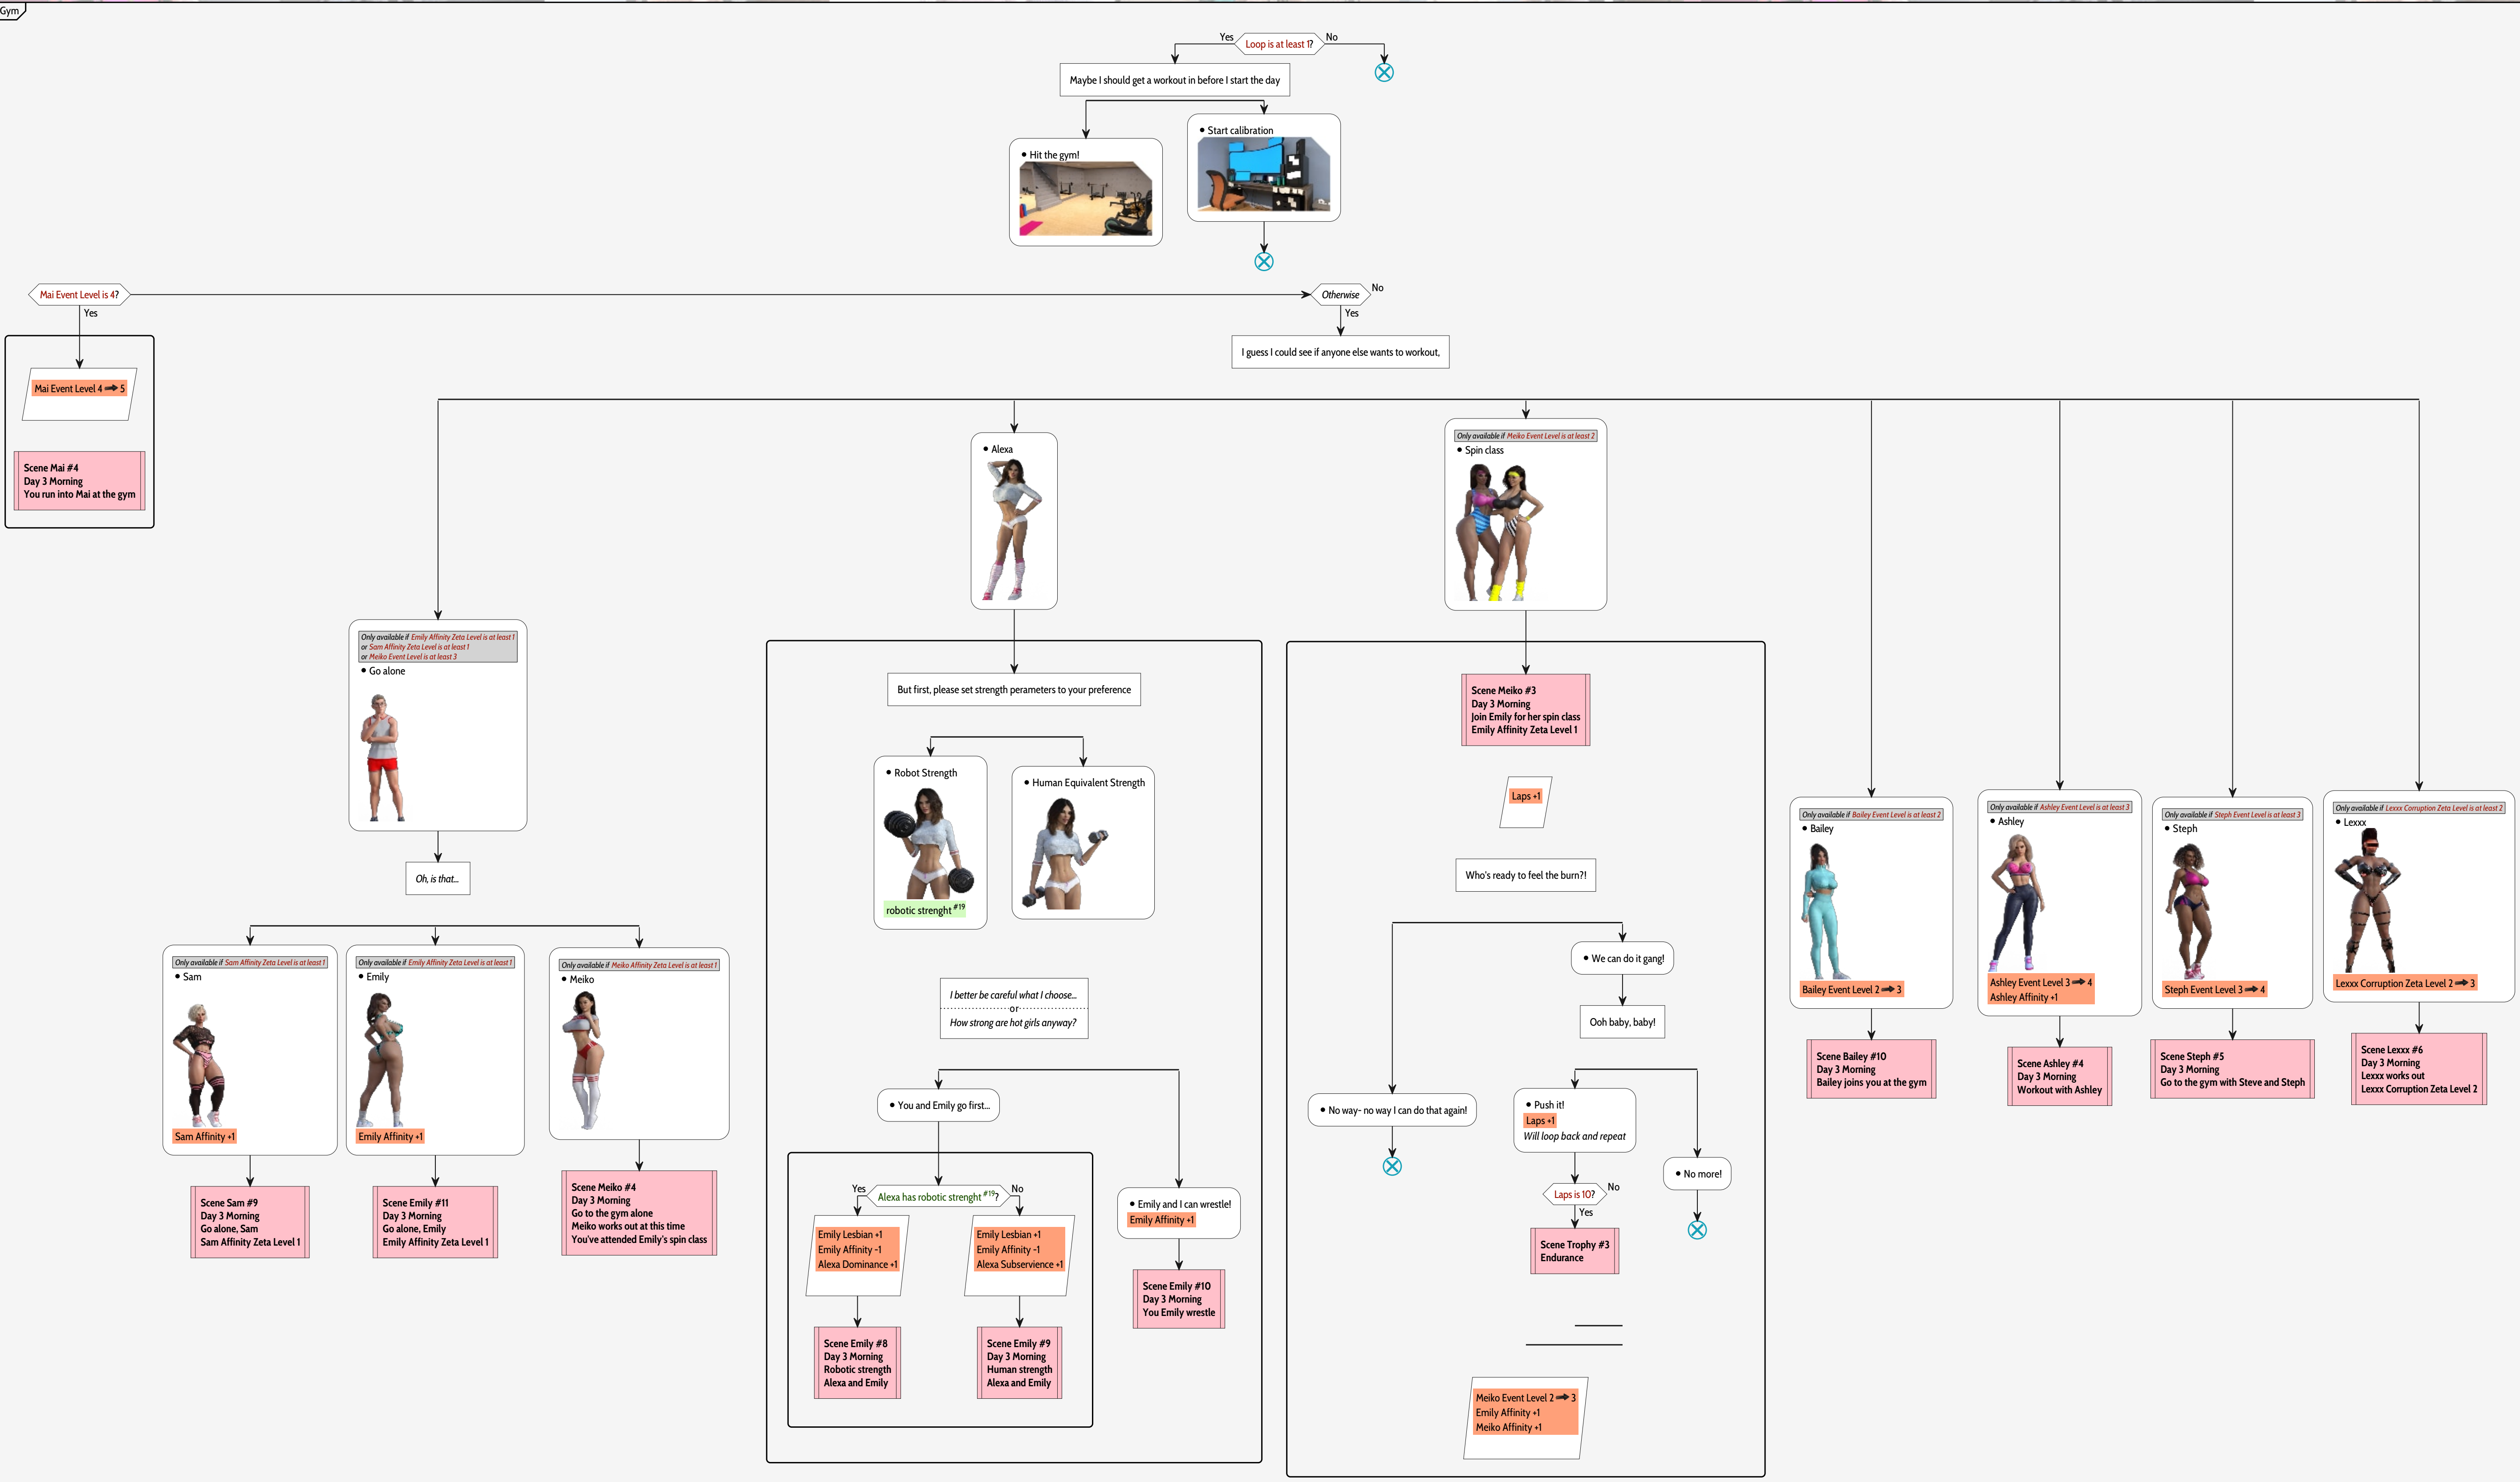 Gym
Yes
Loop is at least 1?
No
Maybe I should get a workout in before I start the day
Start calibration
Hit the gym!
Mai Event Level is 4?
Otherwise
No
Yes
Yes
I guess I could see if anyone else wants to workout,
Mai Event Level 4 ➡ 5
Scene Mai #4
Day 3 Morning
You run into Mai at the gym
Alexa
Only available if Meiko Event Level is at least 2
Spin class
Only available if Emily Affinity Zeta Level is at least 1
or Sam Affinity Zeta Level is at least 1
or Meiko Event Level is at least 3
Go alone
Oh, is that...
Only available if Sam Affinity Zeta Level is at least 1
Sam
Sam Affinity +1
Scene Sam #9
Day 3 Morning
Go alone, Sam
Sam Affinity Zeta Level 1
Only available if Emily Affinity Zeta Level is at least 1
Emily
Emily Affinity +1
Scene Emily #11
Day 3 Morning
Go alone, Emily
Emily Affinity Zeta Level 1
Only available if Meiko Affinity Zeta Level is at least 1
Meiko
Scene Meiko #4
Day 3 Morning
Go to the gym alone
Meiko works out at this time
You've attended Emily's spin class
But first, please set strength perameters to your preference
Robot Strength
robotic strenght #19
Human Equivalent Strength
I better be careful what I choose...
or
How strong are hot girls anyway?
You and Emily go first...
Yes
Alexa has robotic strenght #19?
No
Emily Lesbian +1
Emily Affinity -1
Alexa Dominance +1
Emily Lesbian +1
Emily Affinity -1
Alexa Subservience +1
Scene Emily #8
Day 3 Morning
Robotic strength
Alexa and Emily
Scene Emily #9
Day 3 Morning
Human strength
Alexa and Emily
Emily and I can wrestle!
Emily Affinity +1
Scene Emily #10
Day 3 Morning
You Emily wrestle
Scene Meiko #3
Day 3 Morning
Join Emily for her spin class
Emily Affinity Zeta Level 1
Laps +1
Who's ready to feel the burn?!
We can do it gang!
Ooh baby, baby!
No way- no way I can do that again!
Push it!
Laps +1
Will loop back and repeat
No more!
Laps is 10?
No
Yes
Scene Trophy #3
Endurance
Meiko Event Level 2 ➡ 3
Emily Affinity +1
Meiko Affinity +1
Only available if Bailey Event Level is at least 2
Bailey
Bailey Event Level 2 ➡ 3
Scene Bailey #10
Day 3 Morning
Bailey joins you at the gym
Only available if Ashley Event Level is at least 3
Ashley
Ashley Event Level 3 ➡ 4
Ashley Affinity +1
Scene Ashley #4
Day 3 Morning
Workout with Ashley
Only available if Steph Event Level is at least 3
Steph
Steph Event Level 3 ➡ 4
Scene Steph #5
Day 3 Morning
Go to the gym with Steve and Steph
Only available if Lexxx Corruption Zeta Level is at least 2
Lexxx
Lexxx Corruption Zeta Level 2 ➡ 3
Scene Lexxx #6
Day 3 Morning
Lexxx works out
Lexxx Corruption Zeta Level 2